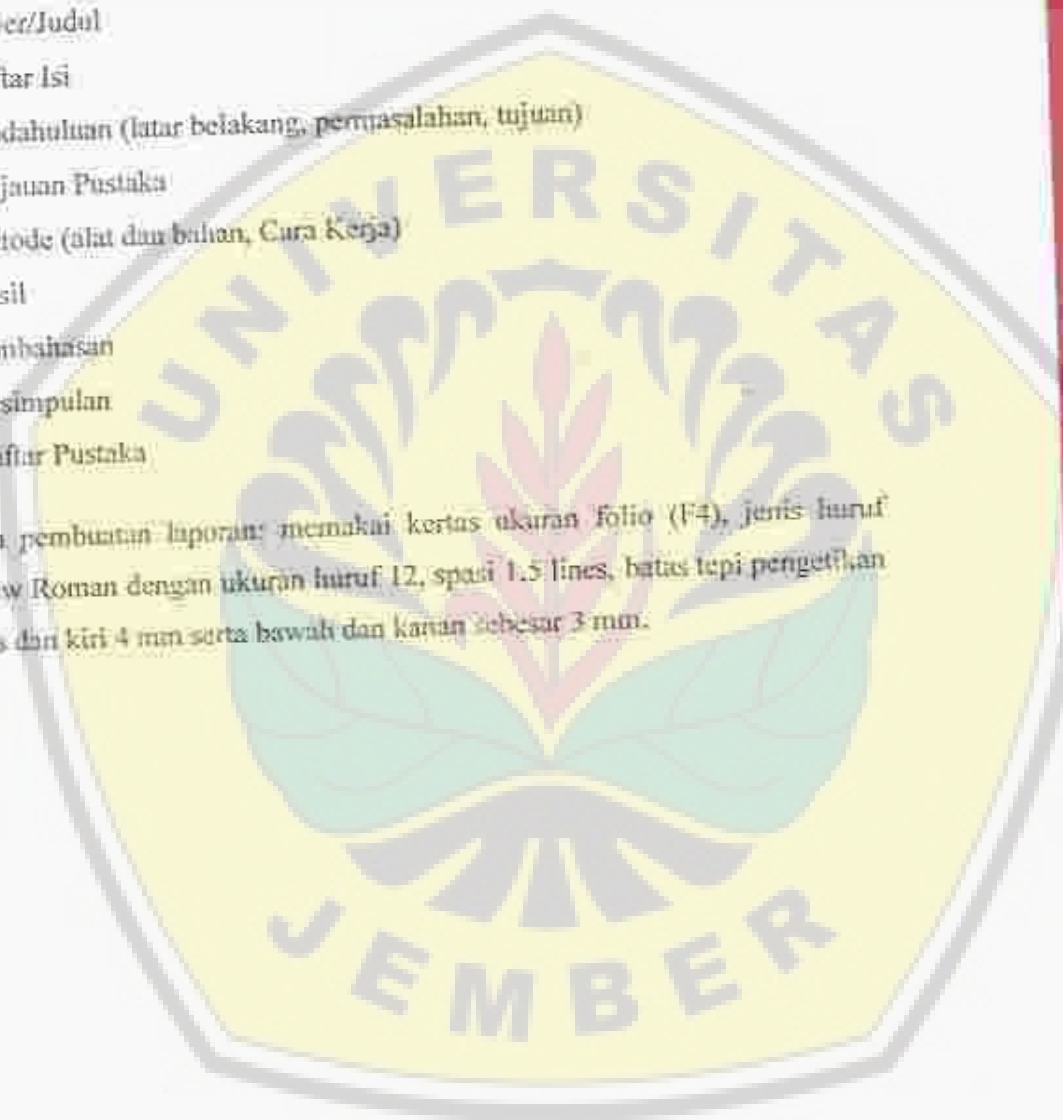 er/Judul
tar Isi
dahuluan (latar belakang, permasalahan, tujuan)
jauan Pustaka
tode (alat dan bahan, Cara Kerja)
sil
mbahasan
simpulan
ftar Pustaka
pembuatan laporan: memakai kertas ukuran folio (F4), jenis huruf
w Roman dengan ukuran huruf 12, spasi 1.5 lines, batas tepi pengetikan
s dan kiri 4 mm serta bawah dan kanan sebesar 3 mm.
UNIVERSITAS
JEMBER